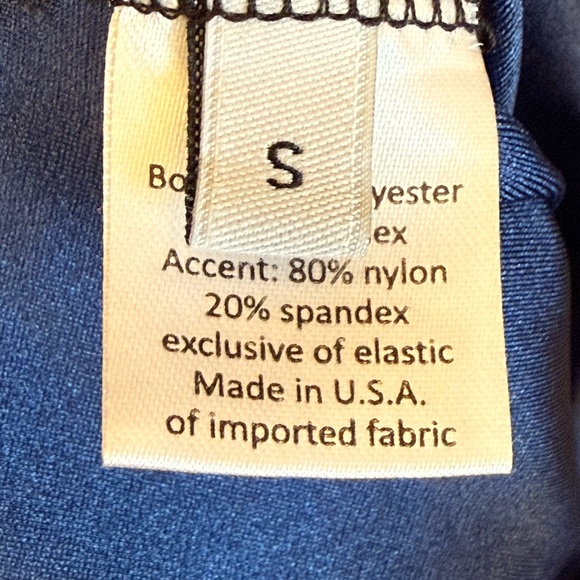 S
Accent: 80% nylon
20% spandex
exclusive of elastic
Made in U.S.A.
of imported fabric